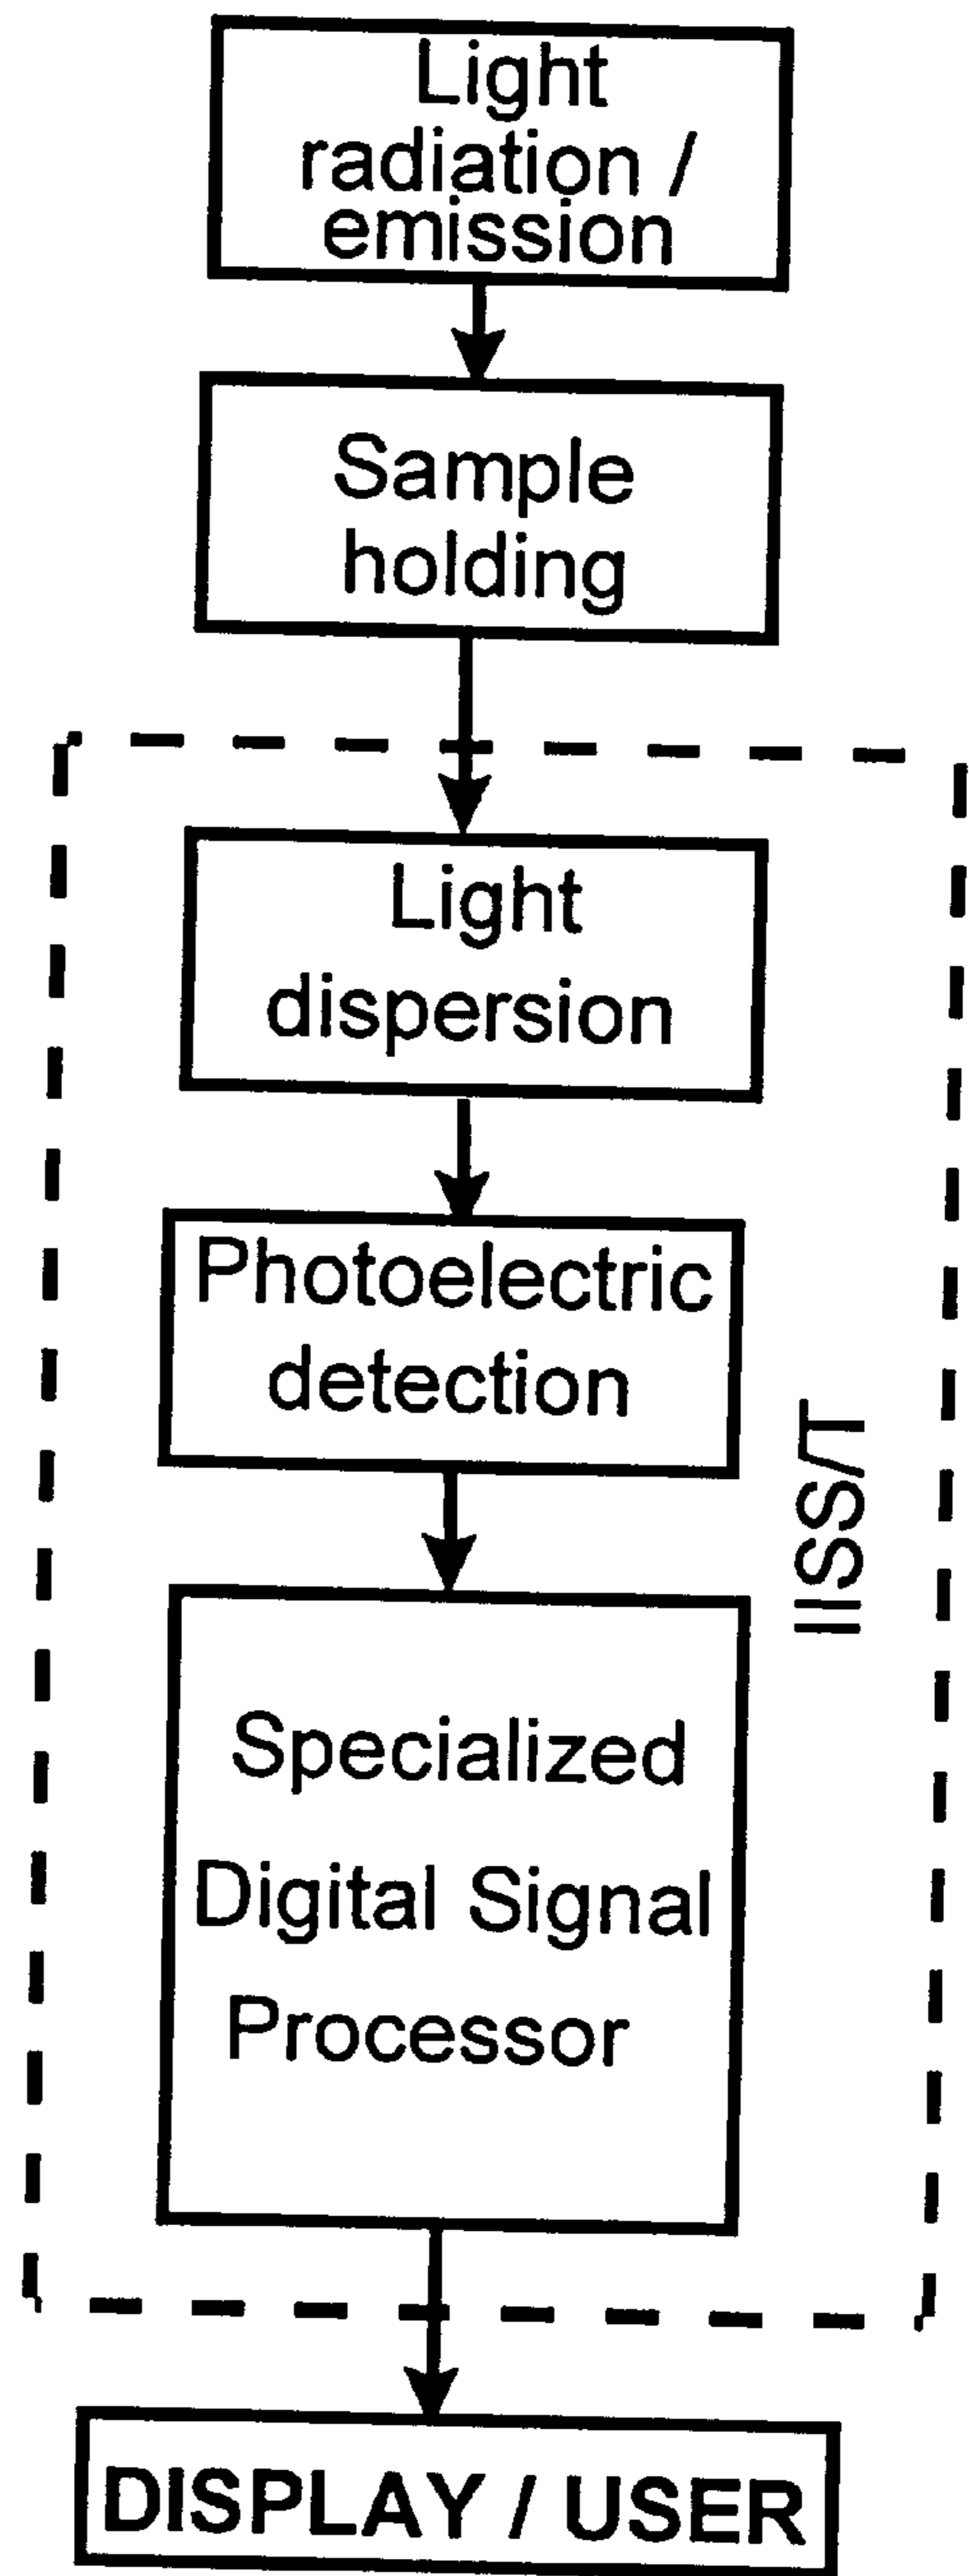 Light
radiation /
emission
Sample
holding
Light
dispersion
Photoelectric
detection
IISS/T
Specialized
Digital Signal
Processor
DISPLAY / USER